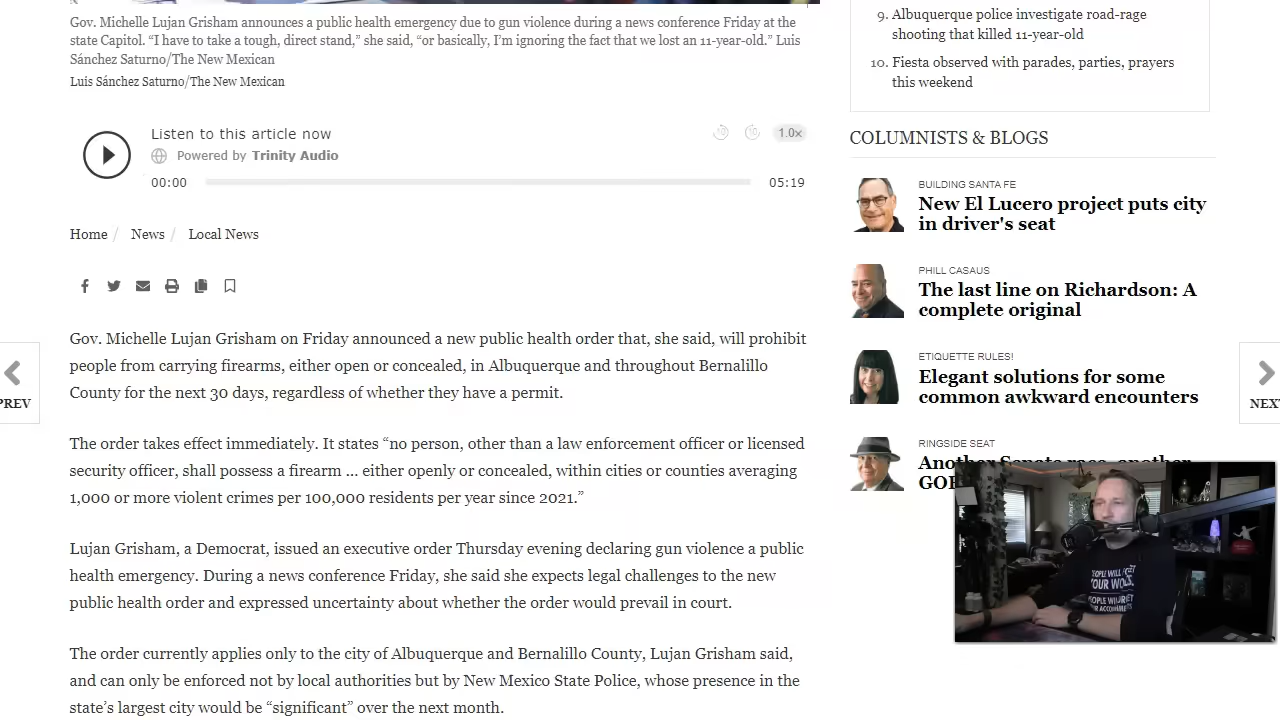 Gov. Michelle Lujan Grisham announces a public health emergency due to gun violence during a news conference Friday at the
state Capitol. “I have to take a tough, direct stand,” she said, “or basically, I’m ignoring the fact that we lost an 11-year-old.” Luis
Sánchez Saturno/The New Mexican
Luis Sánchez Saturno/The New Mexican
Listen to this article now
Powered by Trinity Audio
1.0x
00:00
05:19
Home / News / Local News
PREV
Gov. Michelle Lujan Grisham on Friday announced a new public health order that, she said, will prohibit
people from carrying firearms, either open or concealed, in Albuquerque and throughout Bernalillo
County for the next 30 days, regardless of whether they have a permit.
The order takes effect immediately. It states “no person, other than a law enforcement officer or licensed
security officer, shall possess a firearm ... either openly or concealed, within cities or counties averaging
1,000 or more violent crimes per 100,000 residents per year since 2021.”
Lujan Grisham, a Democrat, issued an executive order Thursday evening declaring gun violence a public
health emergency. During a news conference Friday, she said she expects legal challenges to the new
public health order and expressed uncertainty about whether the order would prevail in court.
The order currently applies only to the city of Albuquerque and Bernalillo County, Lujan Grisham said,
and can only be enforced not by local authorities but by New Mexico State Police, whose presence in the
state’s largest city would be “significant” over the next month.
9. Albuquerque police investigate road-rage
shooting that killed 11-year-old
10. Fiesta observed with parades, parties, prayers
this weekend
COLUMNISTS & BLOGS
BUILDING SANTA FE
New El Lucero project puts city
in driver's seat
PHILL CASAUS
The last line on Richardson: A
complete original
ETIQUETTE RULES!
Elegant solutions for some
common awkward encounters
NEXT
RINGSIDE SEAT
Another Senate race, another
GOP
PEOPLE WILL
YOUR
PEOPLE